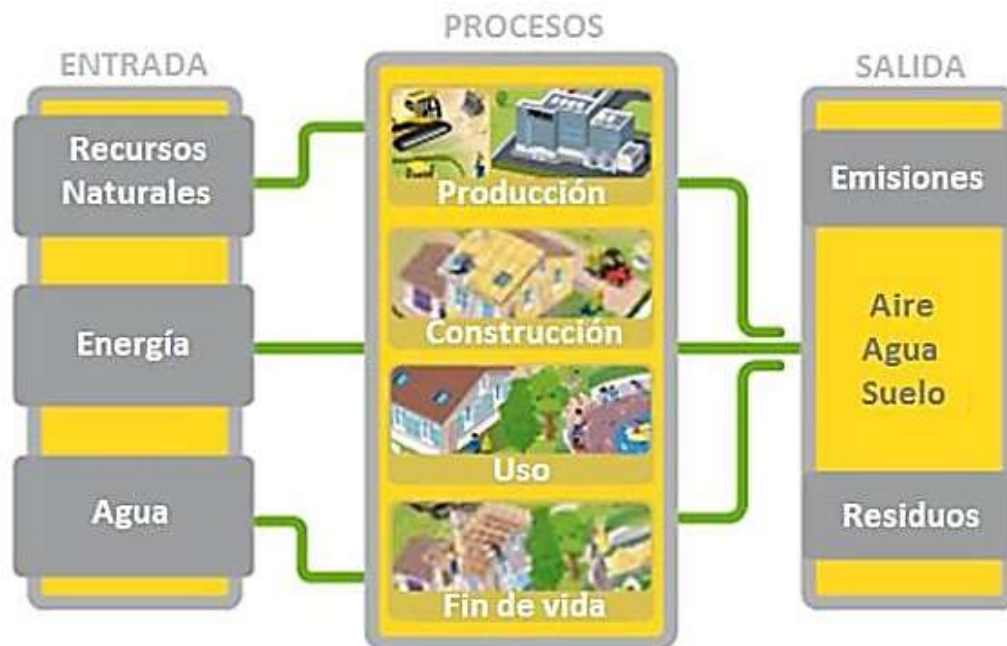 ENTRADA
Recursos
Naturales
Energía
Agua
PROCESOS
Producción
Construcción
Uso
Fin de vida
SALIDA
Emisiones
Aire
Agua
Suelo
Residuos